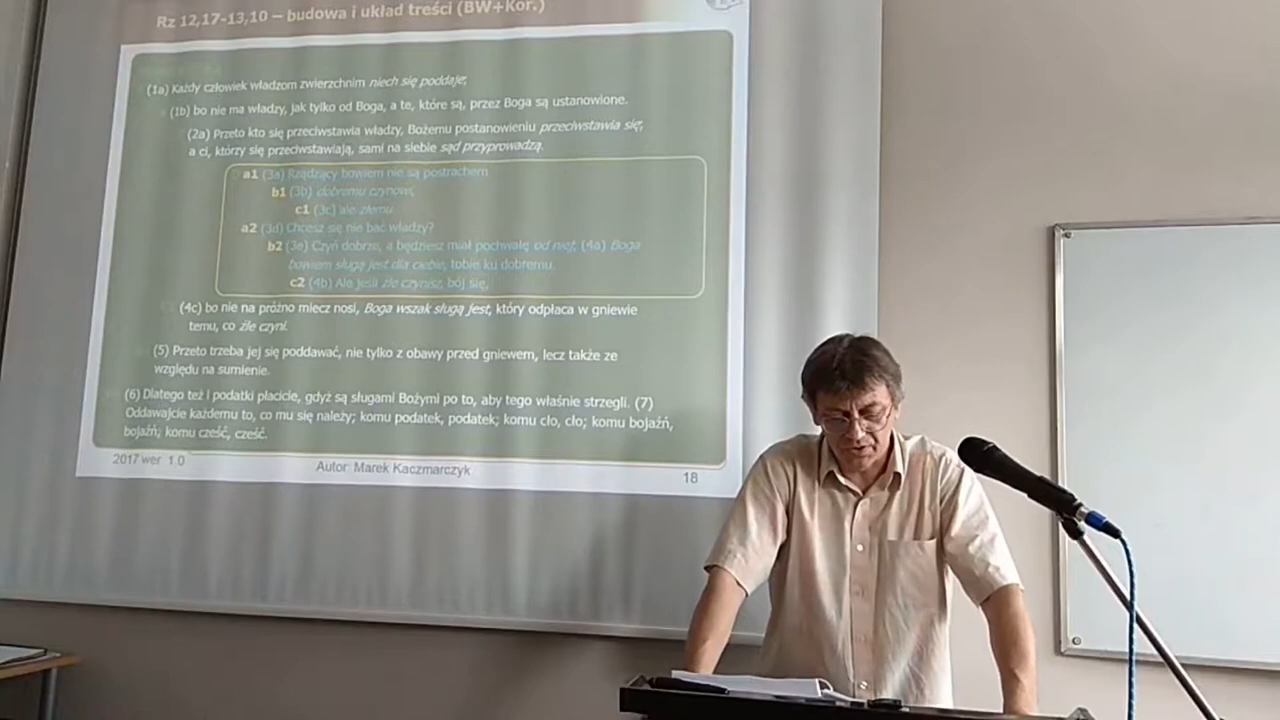 Rz 12,17-13,10 – budowa i układ treści (BW+Kor.)
(1a) Każdy człowiek władzom zwierzchnim niech się poddaje;
(1b) bo nie ma władzy, jak tylko od Boga, a te, które są, przez Boga są ustanowione.
(2a) Przeto kto się przeciwstawia władzy, Bożemu postanowieniu przeciwstawia się;
a ci, którzy się przeciwstawiają, sami na siebie sąd przyprowadzą.
a1 (3a) Rządzący bowiem nie są postrachem
b1 (3b) dobremu czynowi,
c1 (3c) ale złemu.
a2 (3d) Chcesz się nie bać władzy?
b2 (3e) Czyń dobrze, a będziesz miał pochwałę od niej; (4a) Boga
bowiem sługą jest dla ciebie, tobie ku dobremu.
c2 (4b) Ale jeśli źle czynisz, bój się,
(4c) bo nie na próżno miecz nosi, Boga wszak sługą jest, który odpłaca w gniewie
temu, co źle czyni.
(5) Przeto trzeba jej się poddawać, nie tylko z obawy przed gniewem, lecz także ze
względu na sumienie.
(6) Dlatego też i podatki płacicie, gdyż są sługami Bożymi po to, aby tego właśnie strzegli. (7)
Oddawajcie każdemu to, co mu się należy; komu podatek, podatek; komu cło, cło; komu bojaźń,
bojaźń; komu cześć, cześć.
2017 wer 1.0 Autor: Marek Kaczmarczyk 18